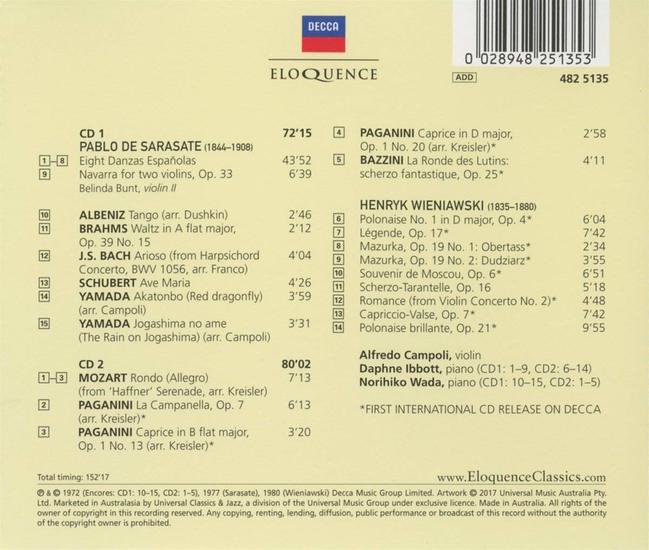 DECCA
ELOQUENCE
0 028948 251353
ADD
482 5135
CD 1 72’15
PABLO DE SARASATE (1844–1908)
1–8 Eight Danzas Españolas 43’52
9 Navarra for two violins, Op. 33 6’39
Belinda Bunt, violin II
10 ALBENIZ Tango (arr. Dushkin) 2’46
11 BRAHMS Waltz in A flat major, 2’12
Op. 39 No. 15
12 J.S. BACH Arioso (from Harpsichord 4’04
Concerto, BWV 1056, arr. Franco)
13 SCHUBERT Ave Maria 4’26
14 YAMADA Akatonbo (Red dragonfly) 3’59
(arr. Campoli)
15 YAMADA Jogashima no ame 3’31
(The Rain on Jogashima) (arr. Campoli)
CD 2 80’02
1–3 MOZART Rondo (Allegro) 7’13
(from ‘Haffner’ Serenade, arr. Kreisler)
2 PAGANINI La Campanella, Op. 7 6’13
(arr. Kreisler)*
3 PAGANINI Caprice in B flat major, 3’20
Op. 1 No. 13 (arr. Kreisler)*
4 PAGANINI Caprice in D major, 2’58
Op. 1 No. 20 (arr. Kreisler)*
5 BAZZINI La Ronde des Lutins: 4’11
scherzo fantastique, Op. 25*
HENRYK WIENIAWSKI (1835–1880)
6 Polonaise No. 1 in D major, Op. 4* 6’04
7 Légende, Op. 17* 7’42
8 Mazurka, Op. 19 No. 1: Obertass* 2’34
9 Mazurka, Op. 19 No. 2: Dudziarz* 3’55
10 Souvenir de Moscou, Op. 6* 6’51
11 Scherzo-Tarantelle, Op. 16 5’18
12 Romance (from Violin Concerto No. 2)* 4’48
13 Capriccio-Valse, Op. 7* 7’42
14 Polonaise brillante, Op. 21* 9’55
Alfredo Campoli, violin
Daphne Ibbott, piano (CD1: 1–9, CD2: 6–14)
Norihiko Wada, piano (CD1: 10–15, CD2: 1–5)
*FIRST INTERNATIONAL CD RELEASE ON DECCA
Total timing: 152’17
www.EloquenceClassics.com
℗ & © 1972 (Encores: CD1: 10–15, CD2: 1–5), 1977 (Sarasate), 1980 (Wieniawski) Decca Music Group Limited. Artwork © 2017 Universal Music Australia Pty.
Ltd. Marketed in Australasia by Universal Classics & Jazz, a division of the Universal Music Group under exclusive licence. Made in Australia. All rights of the
owner of copyright in this recording reserved. Any copying, renting, lending, diffusion, public performance or broadcast of this record without the authority
of the copyright owner is prohibited.